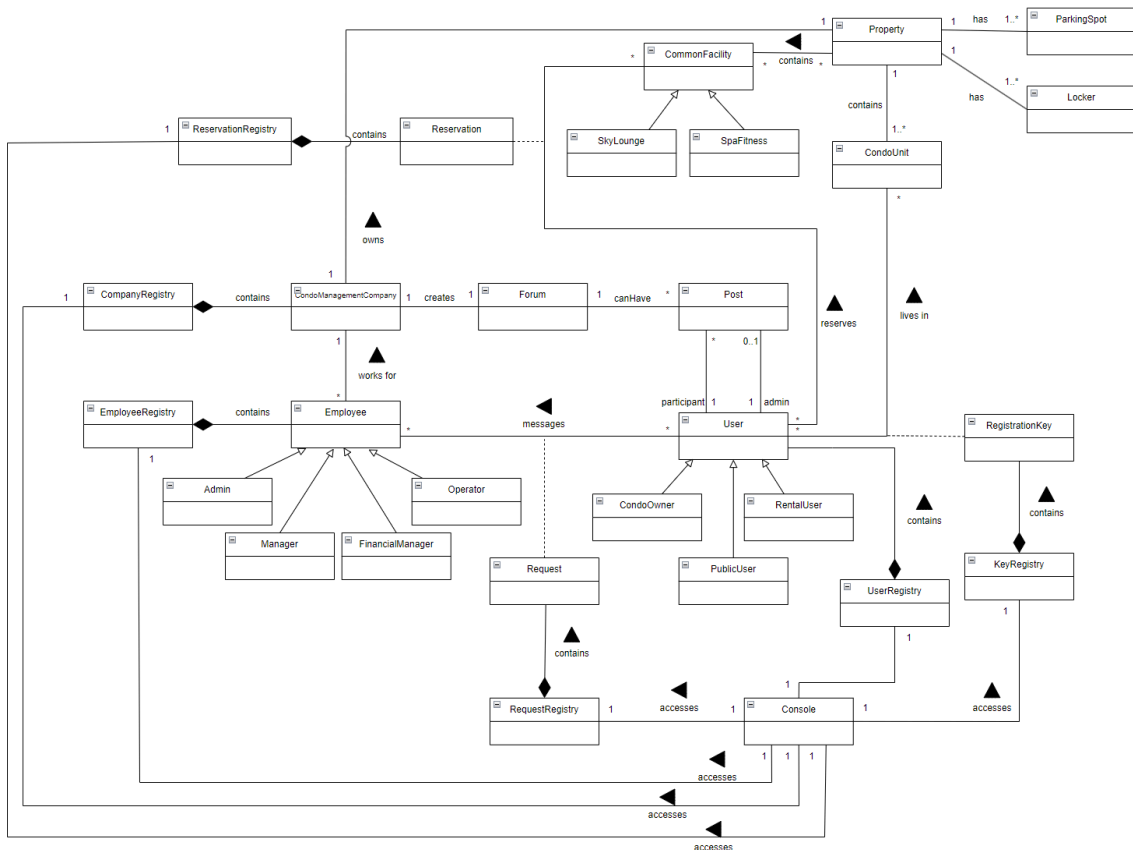 1
Property
1
has
1..*
ParkingSpot
CommonFacility
*
*
contains
*
1
1
has
1..*
Locker
contains
1..*
1
ReservationRegistry
contains
Reservation
SkyLounge
SpaFitness
CondoUnit
*
owns
1
1
CompanyRegistry
contains
CondoManagementCompany
1
creates
1
Forum
1
canHave
*
Post
reserves
lives in
1
works for
*
0..1
*
participant
1
1
admin
EmployeeRegistry
contains
Employee
messages
*
*
User
*
*
RegistrationKey
1
Admin
Operator
CondoOwner
RentalUser
contains
contains
Manager
FinancialManager
Request
PublicUser
UserRegistry
KeyRegistry
1
1
contains
1
RequestRegistry
1
accesses
1
Console
1
accesses
1
1
1
accesses
accesses
accesses